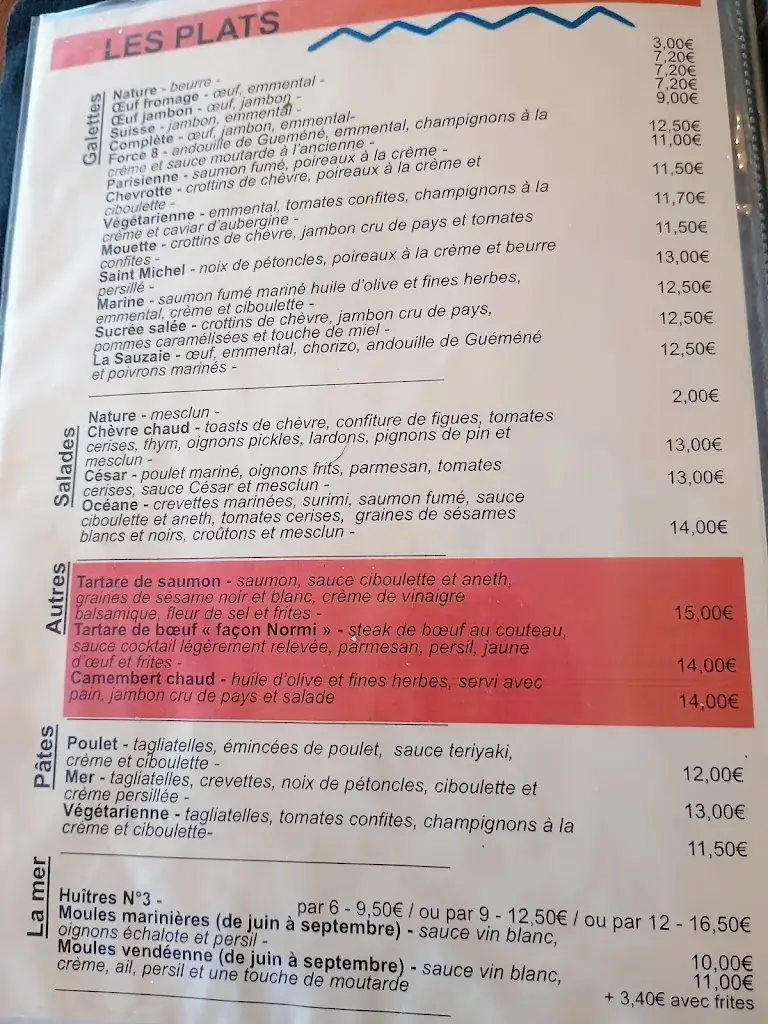 LES PLATS
Galettes
Nature - beurre - 3,00€
Œuf fromage - œuf, emmental - 7,20€
Œuf jambon - œuf, jambon - 7,20€
Suisse - jambon, emmental - 7,20€
Complète - œuf, jambon, emmental- 9,00€
Force 8 - andouille de Gueméné, emmental, champignons à la
crème et sauce moutarde à l'ancienne - 12,50€
Parisienne - saumon fumé, poireaux à la crème - 11,00€
Chevrotte - crottins de chèvre, poireaux à la crème et
ciboulette - 11,50€
Végétarienne - emmental, tomates confites, champignons à la
crème et caviar d'aubergine - 11,70€
Mouette - crottins de chèvre, jambon cru de pays et tomates
confites - 11,50€
Saint Michel - noix de pétoncles, poireaux à la crème et beurre
persillé - 13,00€
Marine - saumon fumé mariné huile d'olive et fines herbes,
emmental, crème et ciboulette - 12,50€
Sucrée salée - crottins de chèvre, jambon cru de pays,
pommes caramélisées et touche de miel - 12,50€
La Sauzaie - œuf, emmental, chorizo, andouille de Guéméné
et poivrons marinés - 12,50€
Salades
Nature - mesclun - 2,00€
Chèvre chaud - toasts de chèvre, confiture de figues, tomates
cerises, thym, oignons pickles, lardons, pignons de pin et
mesclun - 13,00€
César - poulet mariné, oignons frits, parmesan, tomates
cerises, sauce César et mesclun - 13,00€
Océane - crevettes marinées, surimi, saumon fumé, sauce
ciboulette et aneth, tomates cerises, graines de sésames
blancs et noirs, croûtons et mesclun - 14,00€
Autres
Tartare de saumon - saumon, sauce ciboulette et aneth,
graines de sésame noir et blanc, crème de vinaigre
balsamique, fleur de sel et frites - 15,00€
Tartare de bœuf « façon Normi » - steak de bœuf au couteau,
sauce cocktail légèrement relevée, parmesan, persil, jaune
d'œuf et frites - 14,00€
Camembert chaud - huile d'olive et fines herbes, servi avec
pain, jambon cru de pays et salade 14,00€
Pâtes
Poulet - tagliatelles, émincées de poulet, sauce teriyaki,
crème et ciboulette - 12,00€
Mer - tagliatelles, crevettes, noix de pétoncles, ciboulette et
crème persillée - 13,00€
Végétarienne - tagliatelles, tomates confites, champignons à la
crème et ciboulette- 11,50€
La mer
Huîtres N°3 - par 6 - 9,50€ / ou par 9 - 12,50€ / ou par 12 - 16,50€
Moules marinières (de juin à septembre) - sauce vin blanc,
oignons échalote et persil - 10,00€
Moules vendéenne (de juin à septembre) - sauce vin blanc,
crème, ail, persil et une touche de moutarde 11,00€
+ 3,40€ avec frites